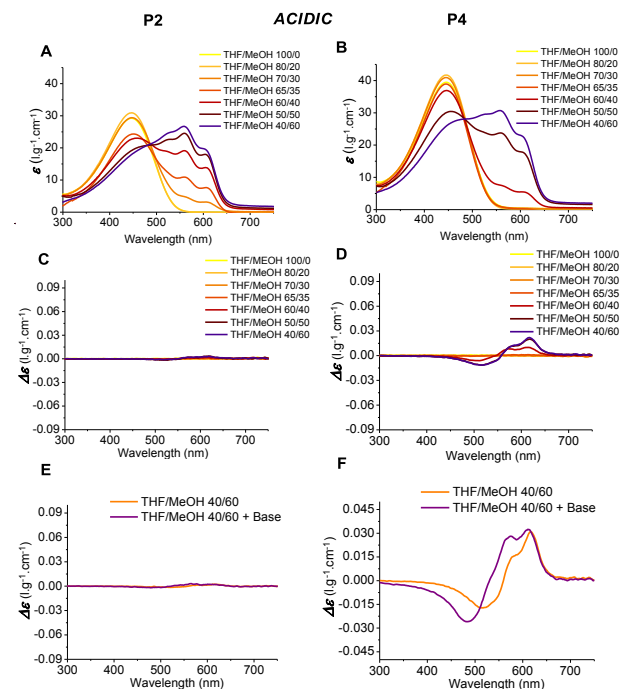 P2 ACIDIC P4
A
THF/MeOH 100/0
THF/MeOH 80/20
THF/MeOH 70/30
THF/MeOH 65/35
THF/MeOH 60/40
THF/MeOH 50/50
THF/MeOH 40/60
ε (l.g⁻¹.cm⁻¹)
40
30
20
10
0
300 400 500 600 700
Wavelength (nm)
B
THF/MeOH 100/0
THF/MeOH 80/20
THF/MeOH 70/30
THF/MeOH 65/35
THF/MeOH 60/40
THF/MeOH 50/50
THF/MeOH 40/60
ε (l.g⁻¹.cm⁻¹)
50
40
30
20
10
0
300 400 500 600 700
Wavelength (nm)
C
THF/MEOH 100/0
THF/MeOH 80/20
THF/MeOH 70/30
THF/MeOH 65/35
THF/MeOH 60/40
THF/MeOH 50/50
THF/MeOH 40/60
Δε (l.g⁻¹.cm⁻¹)
0.09
0.06
0.03
0.00
-0.03
-0.06
-0.09
300 400 500 600 700
Wavelength (nm)
D
THF/MeOH 100/0
THF/MeOH 80/20
THF/MeOH 70/30
THF/MeOH 65/35
THF/MeOH 60/40
THF/MeOH 50/50
THF/MeOH 40/60
Δε (l.g⁻¹.cm⁻¹)
0.09
0.06
0.03
0.00
-0.03
-0.06
-0.09
300 400 500 600 700
Wavelength (nm)
E
THF/MeOH 40/60
THF/MeOH 40/60 + Base
Δε (l.g⁻¹.cm⁻¹)
0.09
0.06
0.03
0.00
-0.03
-0.06
-0.09
300 400 500 600 700
Wavelength (nm)
F
THF/MeOH 40/60
THF/MeOH 40/60 + Base
Δε (l.g⁻¹.cm⁻¹)
0.045
0.030
0.015
0.000
-0.015
-0.030
-0.045
300 400 500 600 700
Wavelength (nm)